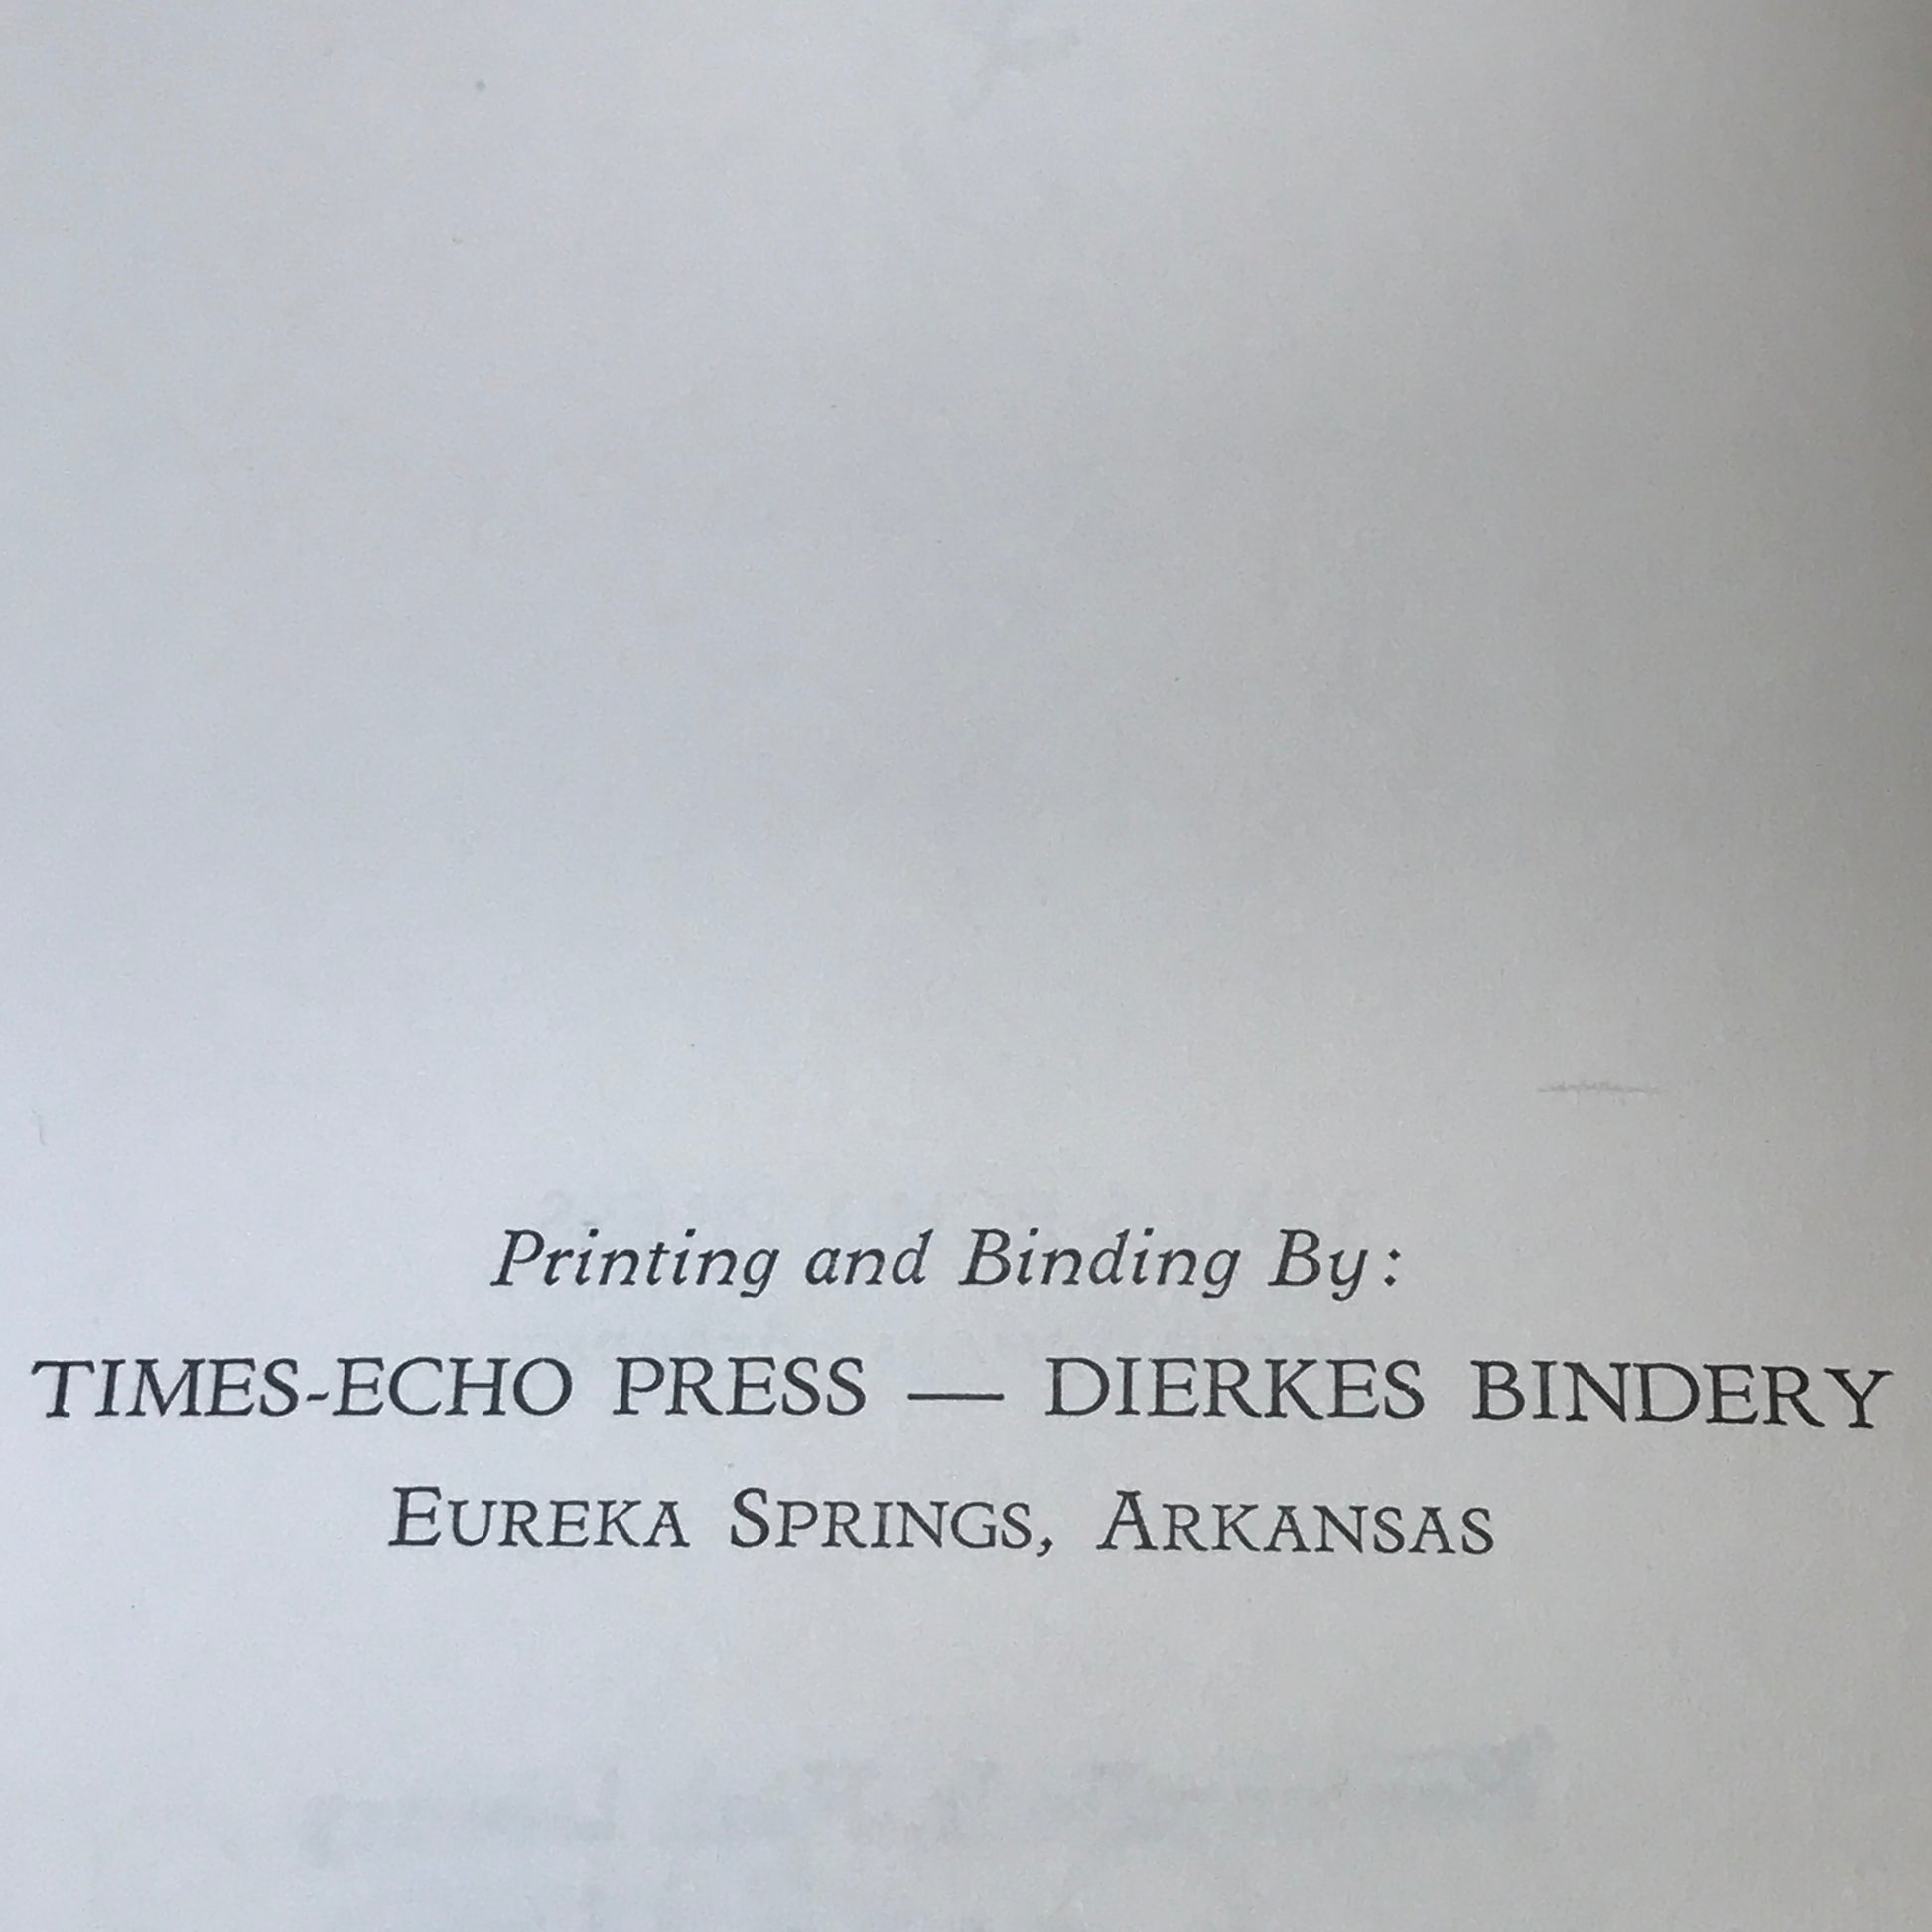 Printing and Binding By:
TIMES-ECHO PRESS — DIERKES BINDERY
EUREKA SPRINGS, ARKANSAS